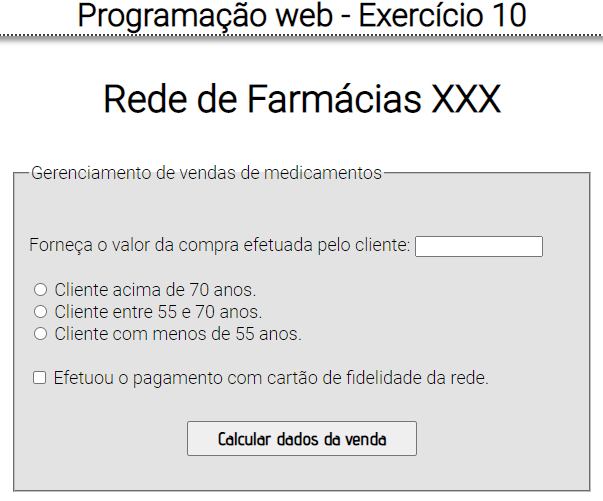 Programação web - Exercício 10
Rede de Farmácias XXX
Gerenciamento de vendas de medicamentos
Forneça o valor da compra efetuada pelo cliente:
Cliente acima de 70 anos.
Cliente entre 55 e 70 anos.
Cliente com menos de 55 anos.
Efetuou o pagamento com cartão de fidelidade da rede.
Calcular dados da venda